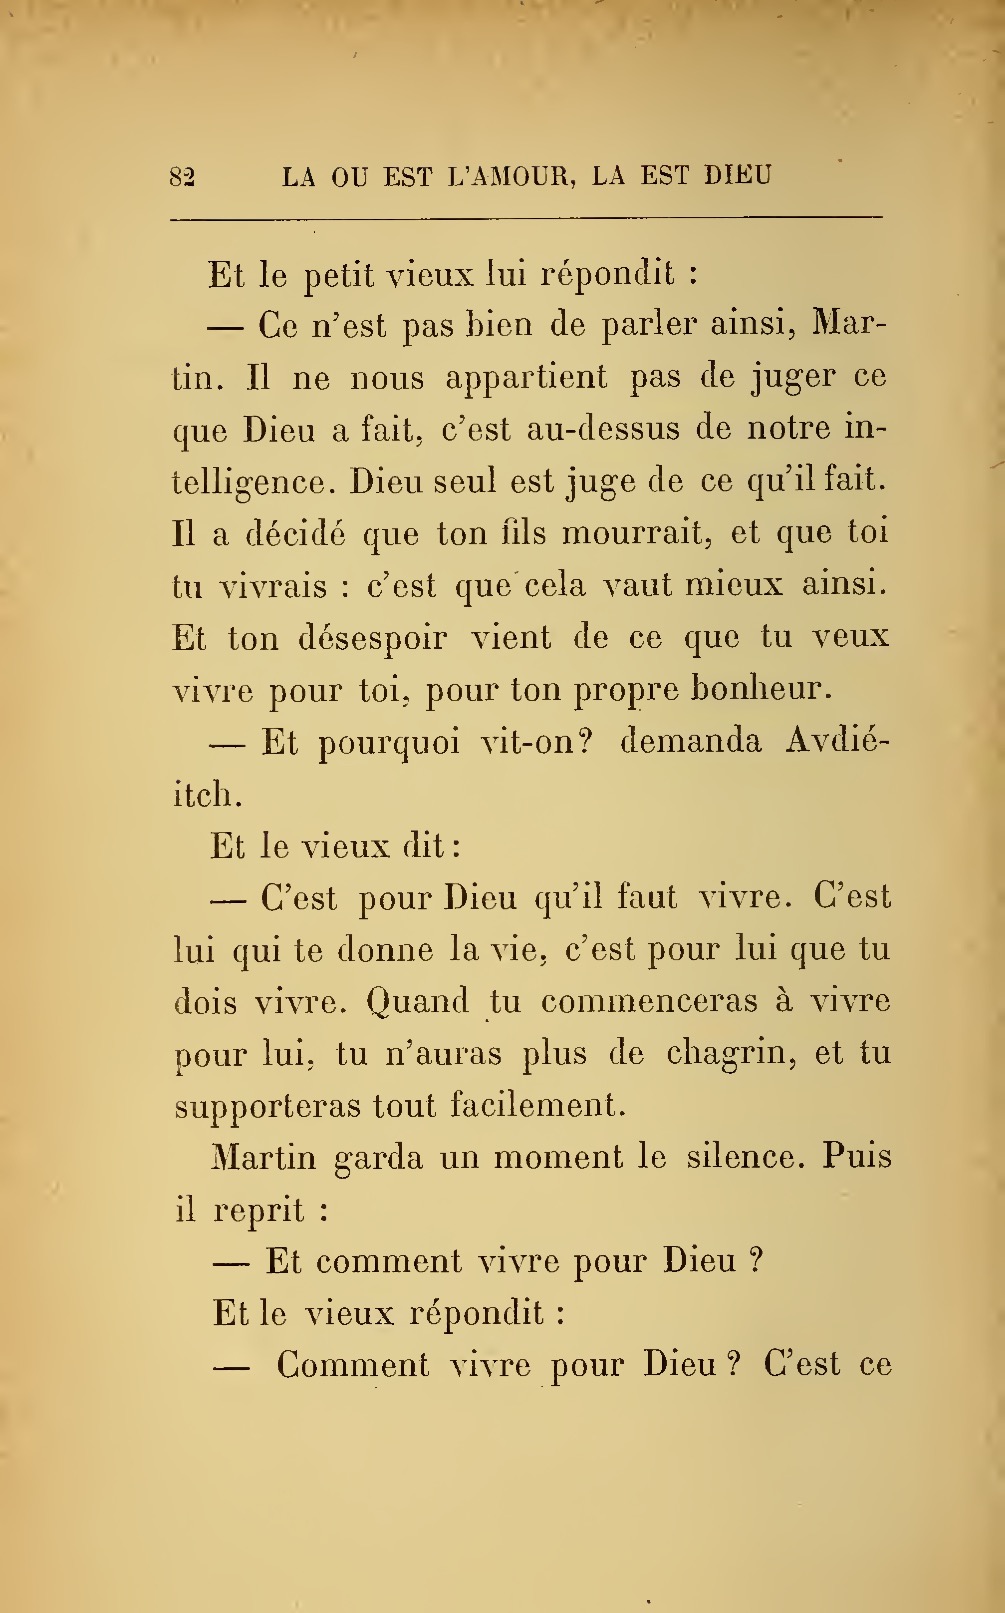 82 LA OU EST L'AMOUR, LA EST DIEU
Et le petit vieux lui répondit :
— Ce n'est pas bien de parler ainsi, Mar-
tin. Il ne nous appartient pas de juger ce
que Dieu a fait, c'est au-dessus de notre in-
telligence. Dieu seul est juge de ce qu'il fait.
Il a décidé que ton fils mourrait, et que toi
tu vivrais : c'est que cela vaut mieux ainsi.
Et ton désespoir vient de ce que tu veux
vivre pour toi, pour ton propre bonheur.
— Et pourquoi vit-on? demanda Avdié-
itch.
Et le vieux dit :
— C'est pour Dieu qu'il faut vivre. C'est
lui qui te donne la vie, c'est pour lui que tu
dois vivre. Quand tu commenceras à vivre
pour lui, tu n'auras plus de chagrin, et tu
supporteras tout facilement.
Martin garda un moment le silence. Puis
il reprit :
— Et comment vivre pour Dieu ?
Et le vieux répondit :
— Comment vivre pour Dieu ? C'est ce